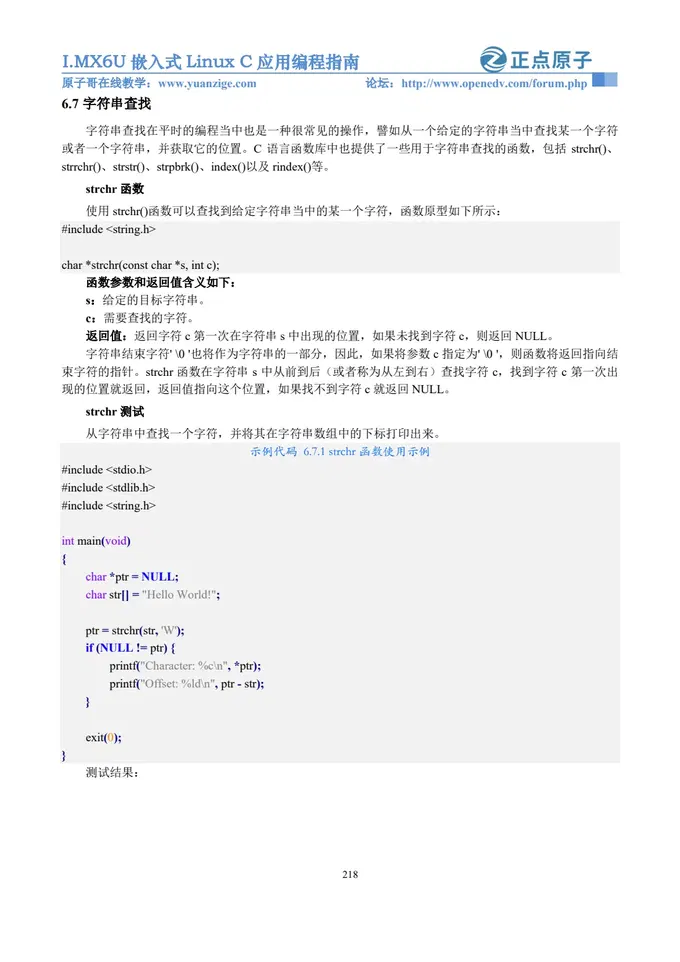 I.MX6U 嵌入式 Linux C 应用编程指南
正点原子
原子哥在线教学：www.yuanzige.com 论坛：http://www.openedv.com/forum.php
6.7 字符串查找
字符串查找在平时的编程当中也是一种很常见的操作，譬如从一个给定的字符串当中查找某一个字符
或者一个字符串，并获取它的位置。C 语言函数库中也提供了一些用于字符串查找的函数，包括 strchr()、
strrchr()、strstr()、strpbrk()、index()以及 rindex()等。
strchr 函数
使用 strchr()函数可以查找到给定字符串当中的某一个字符，函数原型如下所示：
#include <string.h>
char *strchr(const char *s, int c);
函数参数和返回值含义如下：
s：给定的目标字符串。
c：需要查找的字符。
返回值：返回字符 c 第一次在字符串 s 中出现的位置，如果未找到字符 c，则返回 NULL。
字符串结束字符' \0 '也将作为字符串的一部分，因此，如果将参数 c 指定为' \0 '，则函数将返回指向结
束字符的指针。strchr 函数在字符串 s 中从前到后（或者称为从左到右）查找字符 c，找到字符 c 第一次出
现的位置就返回，返回值指向这个位置，如果找不到字符 c 就返回 NULL。
strchr 测试
从字符串中查找一个字符，并将其在字符串数组中的下标打印出来。
示例代码 6.7.1 strchr 函数使用示例
#include <stdio.h>
#include <stdlib.h>
#include <string.h>
int main(void)
{
char *ptr = NULL;
char str[] = "Hello World!";
ptr = strchr(str, 'W');
if (NULL != ptr) {
printf("Character: %c\n", *ptr);
printf("Offset: %ld\n", ptr - str);
}
exit(0);
}
测试结果：
218